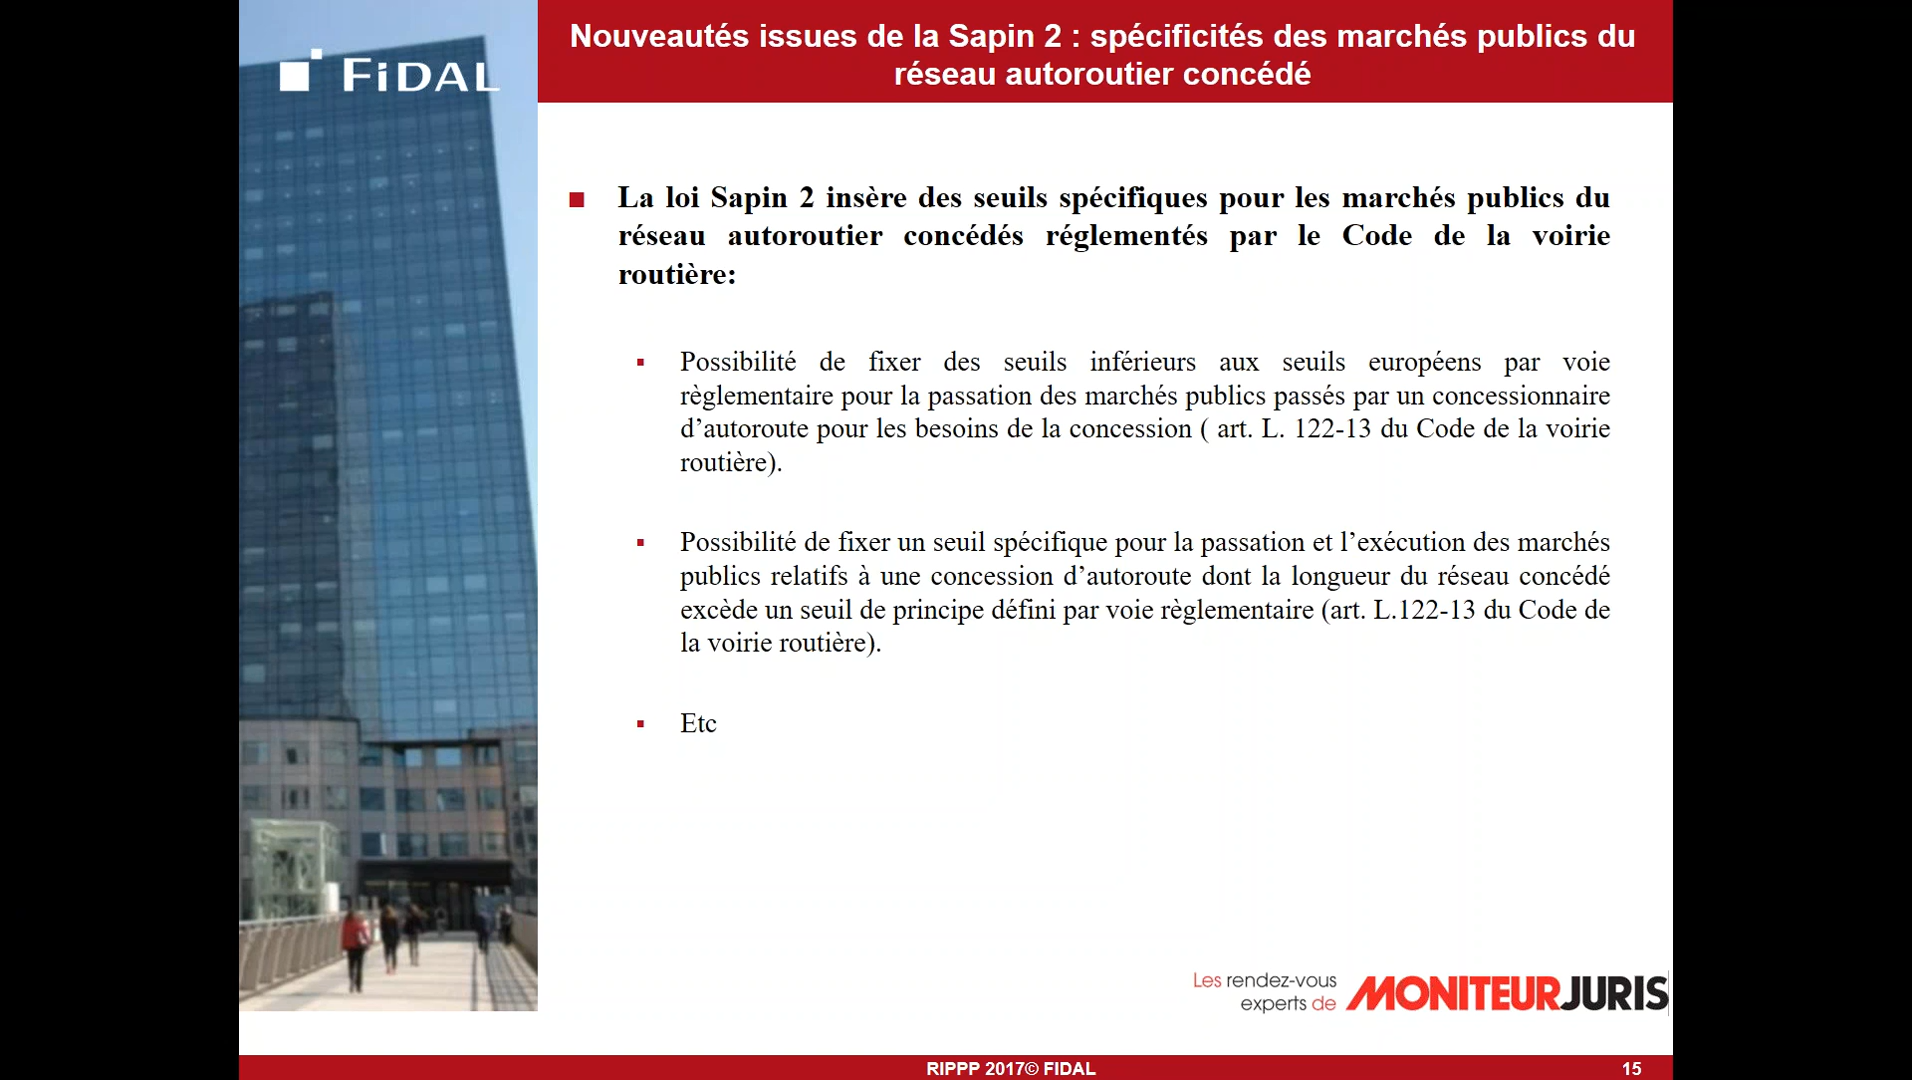 FiDAL
Nouveautés issues de la Sapin 2 : spécificités des marchés publics du
réseau autoroutier concédé
La loi Sapin 2 insère des seuils spécifiques pour les marchés publics du
réseau autoroutier concédés réglementés par le Code de la voirie
routière:
Possibilité de fixer des seuils inférieurs aux seuils européens par voie
règlementaire pour la passation des marchés publics passés par un concessionnaire
d’autoroute pour les besoins de la concession ( art. L. 122-13 du Code de la voirie
routière).
Possibilité de fixer un seuil spécifique pour la passation et l’exécution des marchés
publics relatifs à une concession d’autoroute dont la longueur du réseau concédé
excède un seuil de principe défini par voie règlementaire (art. L.122-13 du Code de
la voirie routière).
Etc
Les rendez-vous
experts de MONITEURJURIS
RIPPP 2017© FIDAL
15